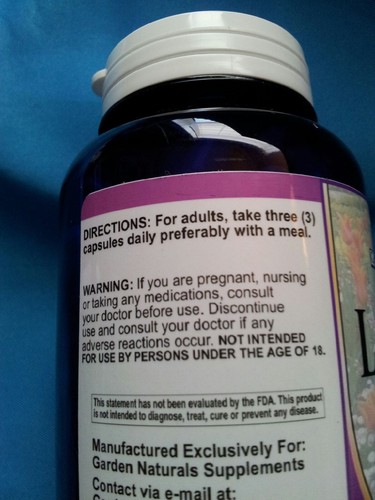 DIRECTIONS: For adults, take three (3)
capsules daily preferably with a meal.
WARNING: If you are pregnant, nursing
or taking any medications, consult
your doctor before use. Discontinue
use and consult your doctor if any
adverse reactions occur. NOT INTENDED
FOR USE BY PERSONS UNDER THE AGE OF 18.
This statement has not been evaluated by the FDA. This product
is not intended to diagnose, treat, cure or prevent any disease.
Manufactured Exclusively For:
Garden Naturals Supplements
Contact via e-mail at: